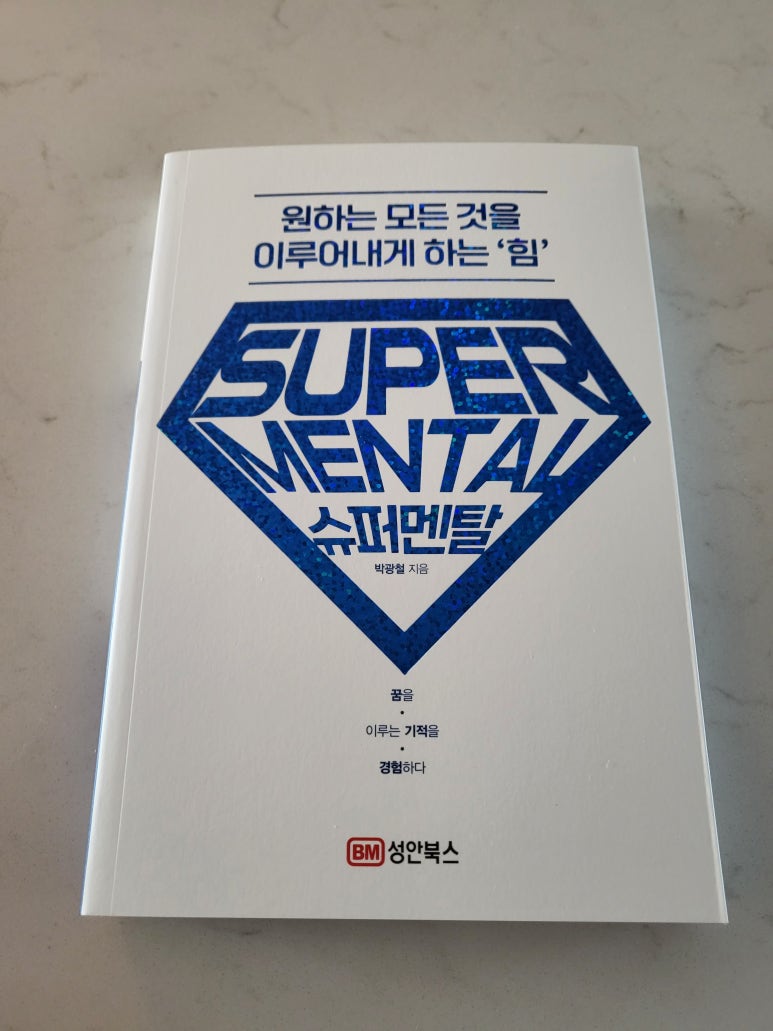 원하는 모든 것을
이루어내게 하는 ‘힘’
SUPER
MENTAL
슈퍼멘탈
박광철 지음
꿈을
•
이루는 기적을
•
경험하다
BM 성안북스